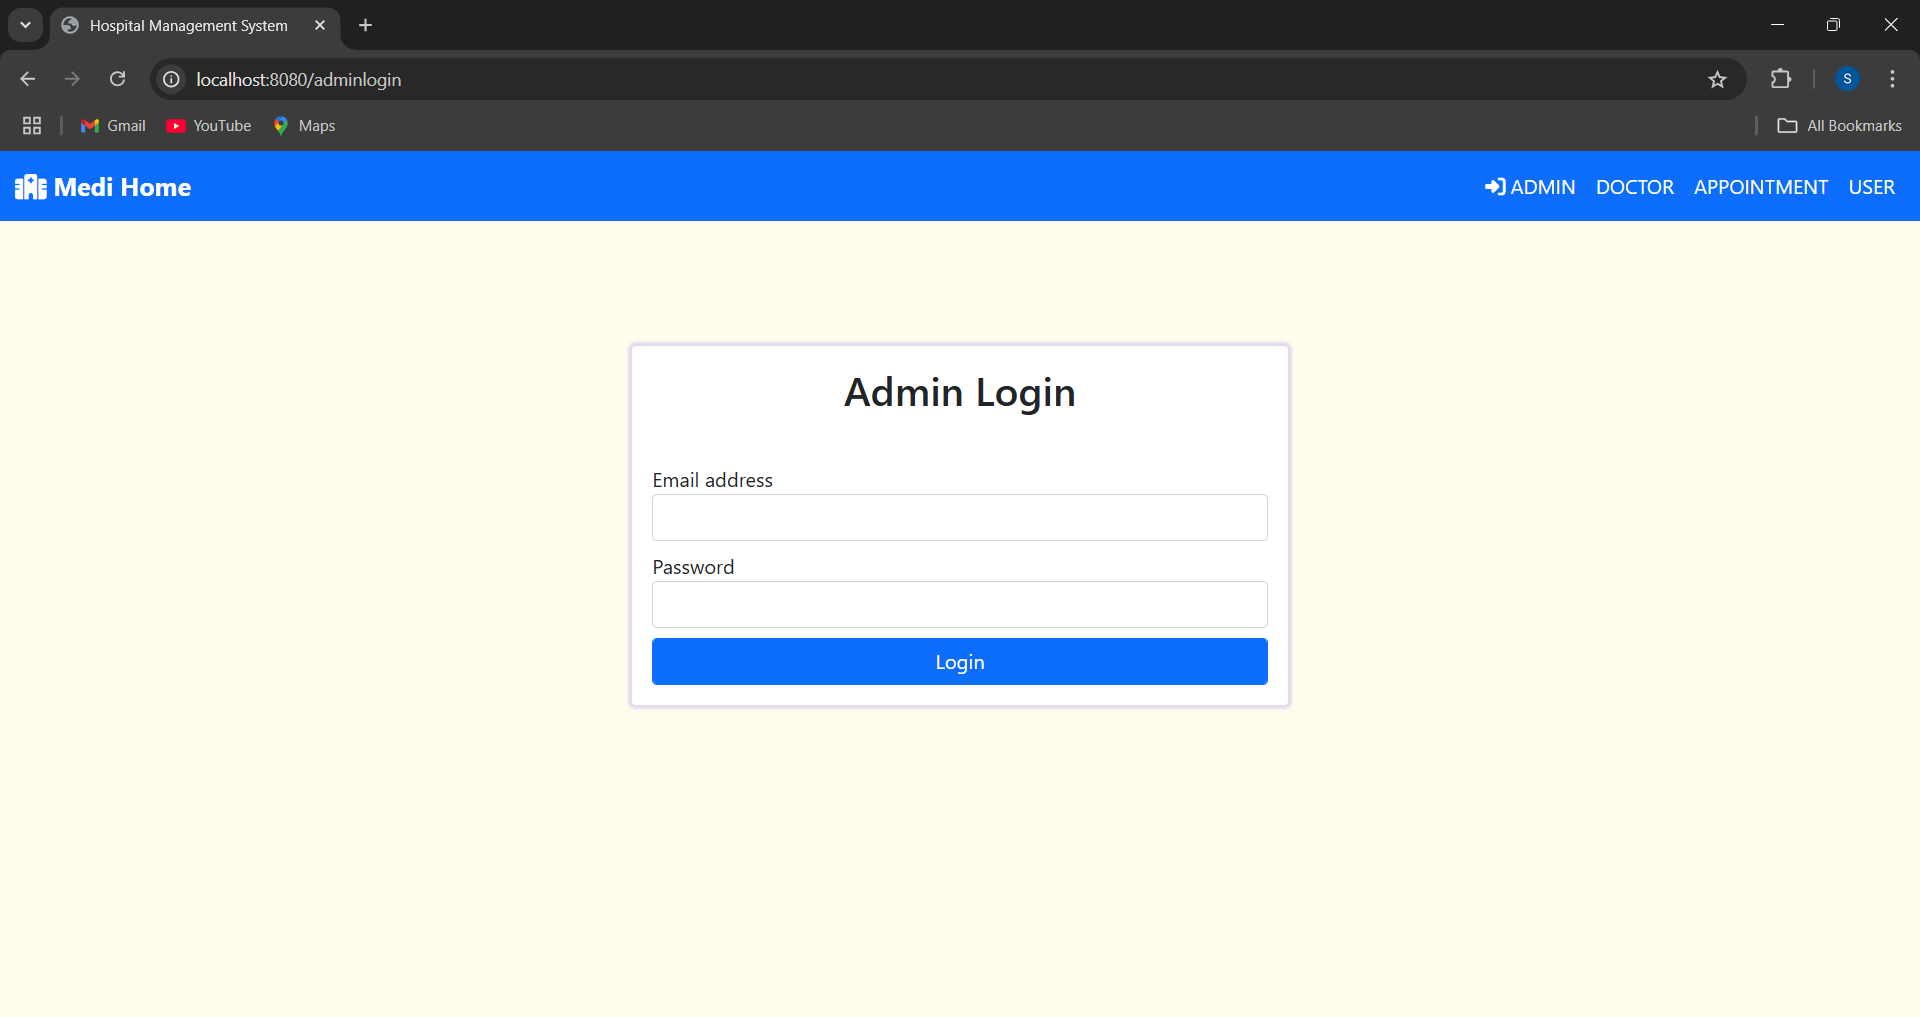 Hospital Management System
localhost:8080/adminlogin
S
Gmail YouTube Maps All Bookmarks
Medi Home ADMIN DOCTOR APPOINTMENT USER
Admin Login
Email address
Password
Login